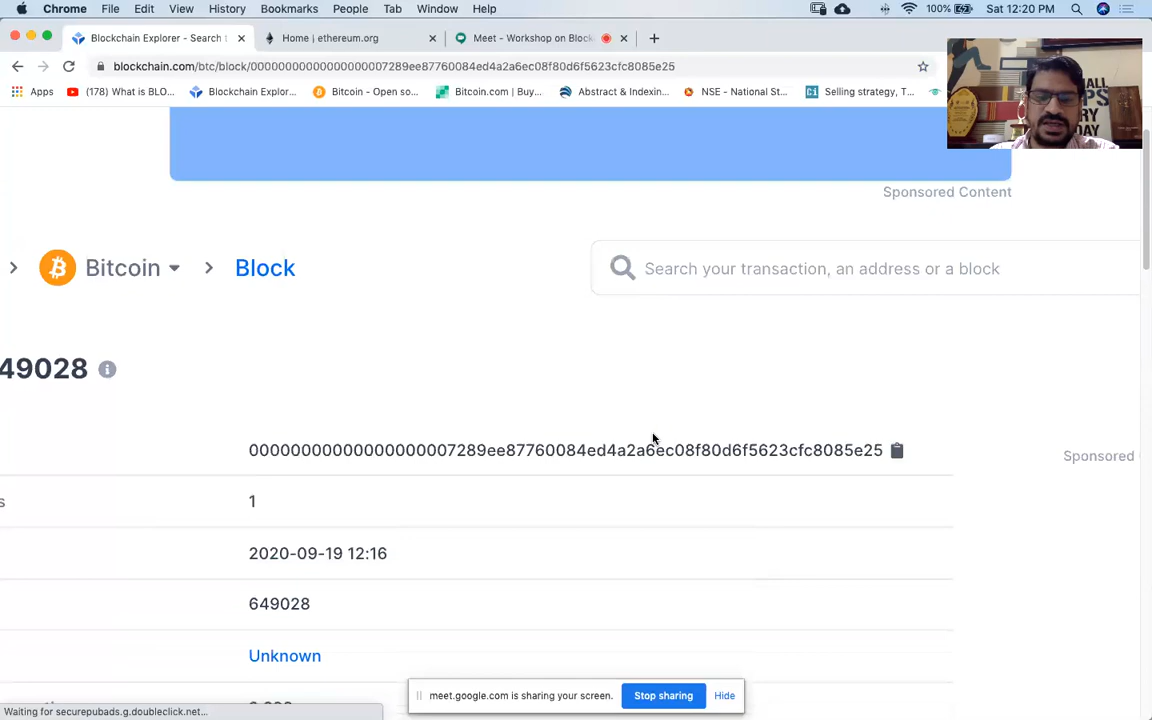 Chrome File Edit View History Bookmarks People Tab Window Help 100% Sat 12:20 PM
Blockchain Explorer - Search t Home | ethereum.org Meet - Workshop on Block
blockchain.com/btc/block/00000000000000000007289ee87760084ed4a2a6ec08f80d6f5623cfc8085e25
Apps (178) What is BLO... Blockchain Explor... Bitcoin - Open so... Bitcoin.com | Buy,... Abstract & Indexin... NSE - National St... Selling strategy, T...
Sponsored Content
Bitcoin Block
Search your transaction, an address or a block
49028
00000000000000000007289ee87760084ed4a2a6ec08f80d6f5623cfc8085e25
Sponsored
s 1
2020-09-19 12:16
649028
Unknown
meet.google.com is sharing your screen. Stop sharing Hide
Waiting for securepubads.g.doubleclick.net...